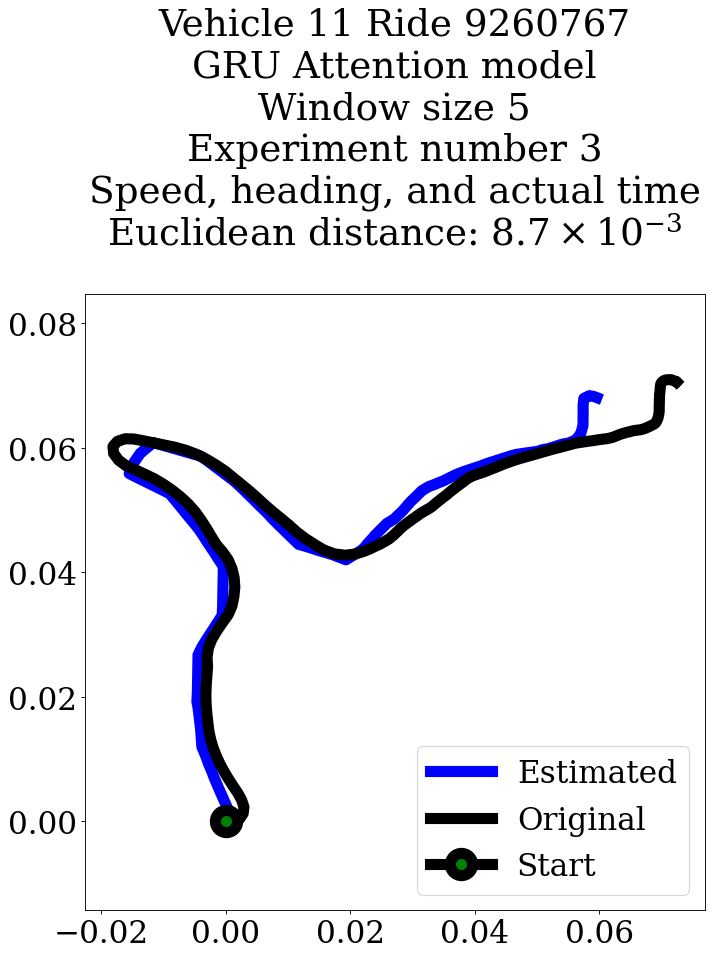 Vehicle 11 Ride 9260767
GRU Attention model
Window size 5
Experiment number 3
Speed, heading, and actual time
Euclidean distance: 8.7 × 10⁻³
0.08
0.06
0.04
0.02
0.00
Estimated
Original
Start
−0.02 0.00 0.02 0.04 0.06